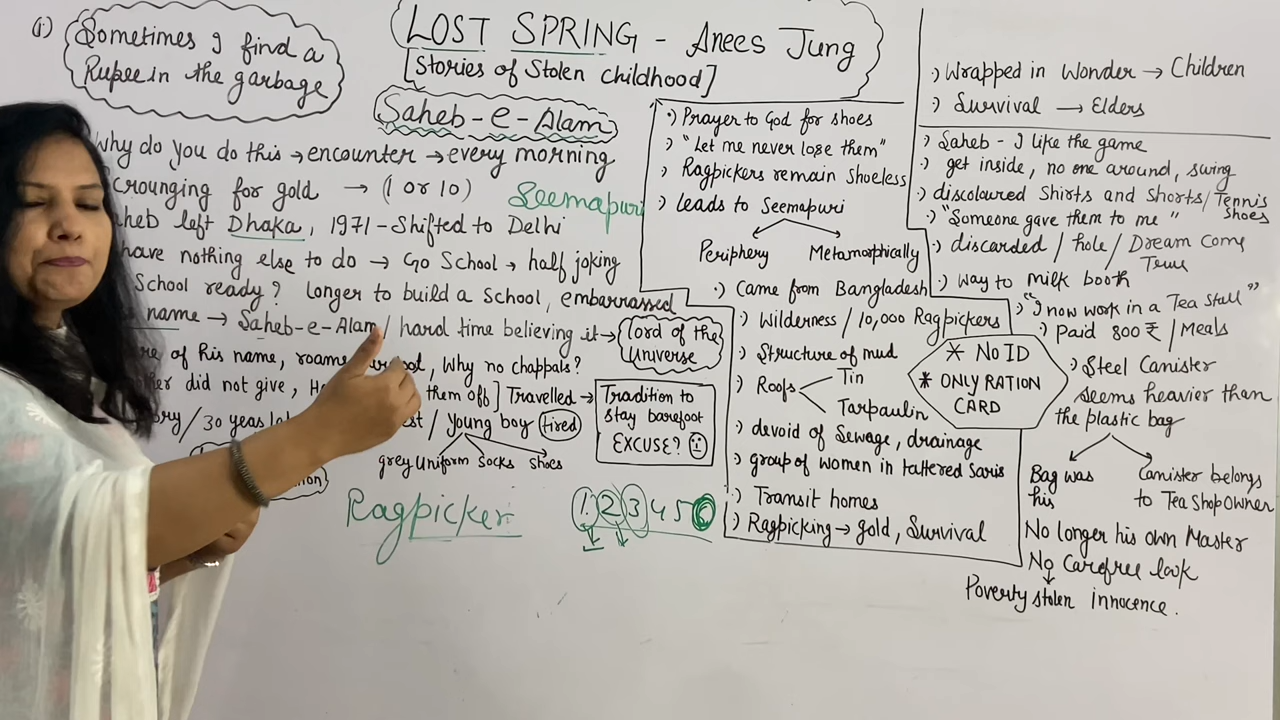 (i) Sometimes I find a
Rupee in the garbage
LOST SPRING - Anees Jung
[Stories of Stolen childhood]
Saheb-e-Alam
Why do you do this → encounter → every morning
crounging for gold → (1 or 10)
Seemapuri
aheb left Dhaka, 1971 - Shifted to Delhi
have nothing else to do → Go School → half joking
School ready? longer to build a School, embarrassed
name → Saheb-e-Alam / hard time believing it →
lord of the
Universe
of his name, Why no chappals?
did not give, them off] Travelled →
Tradition to
stay barefoot
EXCUSE?
/ 30 years / young boy tired
grey Uniform socks shoes
Ragpicker
1 2 3 4 5 6
·) Prayer to God for shoes
·) "Let me never lose them"
·) Ragpickers remain shoeless
·) Leads to Seemapuri
Periphery Metamorphically
·) Came from Bangladesh
·) Wilderness / 10,000 Ragpickers
·) Structure of mud
·) Roofs
Tin
Tarpaulin
·) devoid of Sewage, drainage
·) group of women in tattered Saris
·) Transit homes
·) Ragpicking → gold, Survival
* NO ID
* ONLY RATION
CARD
·) Wrapped in Wonder → Children
·) Survival → Elders
·) Saheb - I like the game
·) get inside, no one around, swing
·) discoloured Shirts and Shorts / Tennis
Shoes
·) "Someone gave them to me"
·) discarded / hole / Dream Come
True
·) Way to milk booth
·) "I now work in a Tea Stall"
·) Paid 800 ₹ / Meals
·) Steel Canister
seems heavier than
the plastic bag
Bag was
his
Canister belongs
to Tea Shop Owner
No longer his own Master
No Carefree look
Poverty stolen innocence.